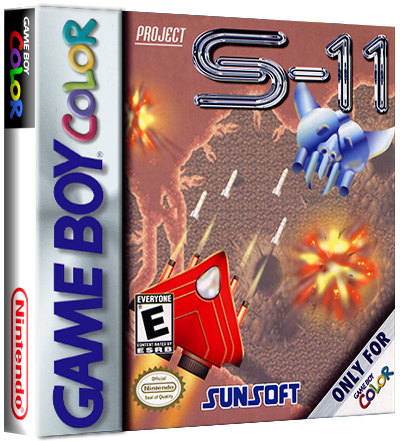 GAME BOY
COLOR
Nintendo
GAME BOY COLOR
PROJECT
S-11
EVERYONE
E
CONTENT RATED BY
ESRB
Official
Nintendo
Seal of Quality
SUNSOFT
ONLY FOR
GAME BOY
COLOR